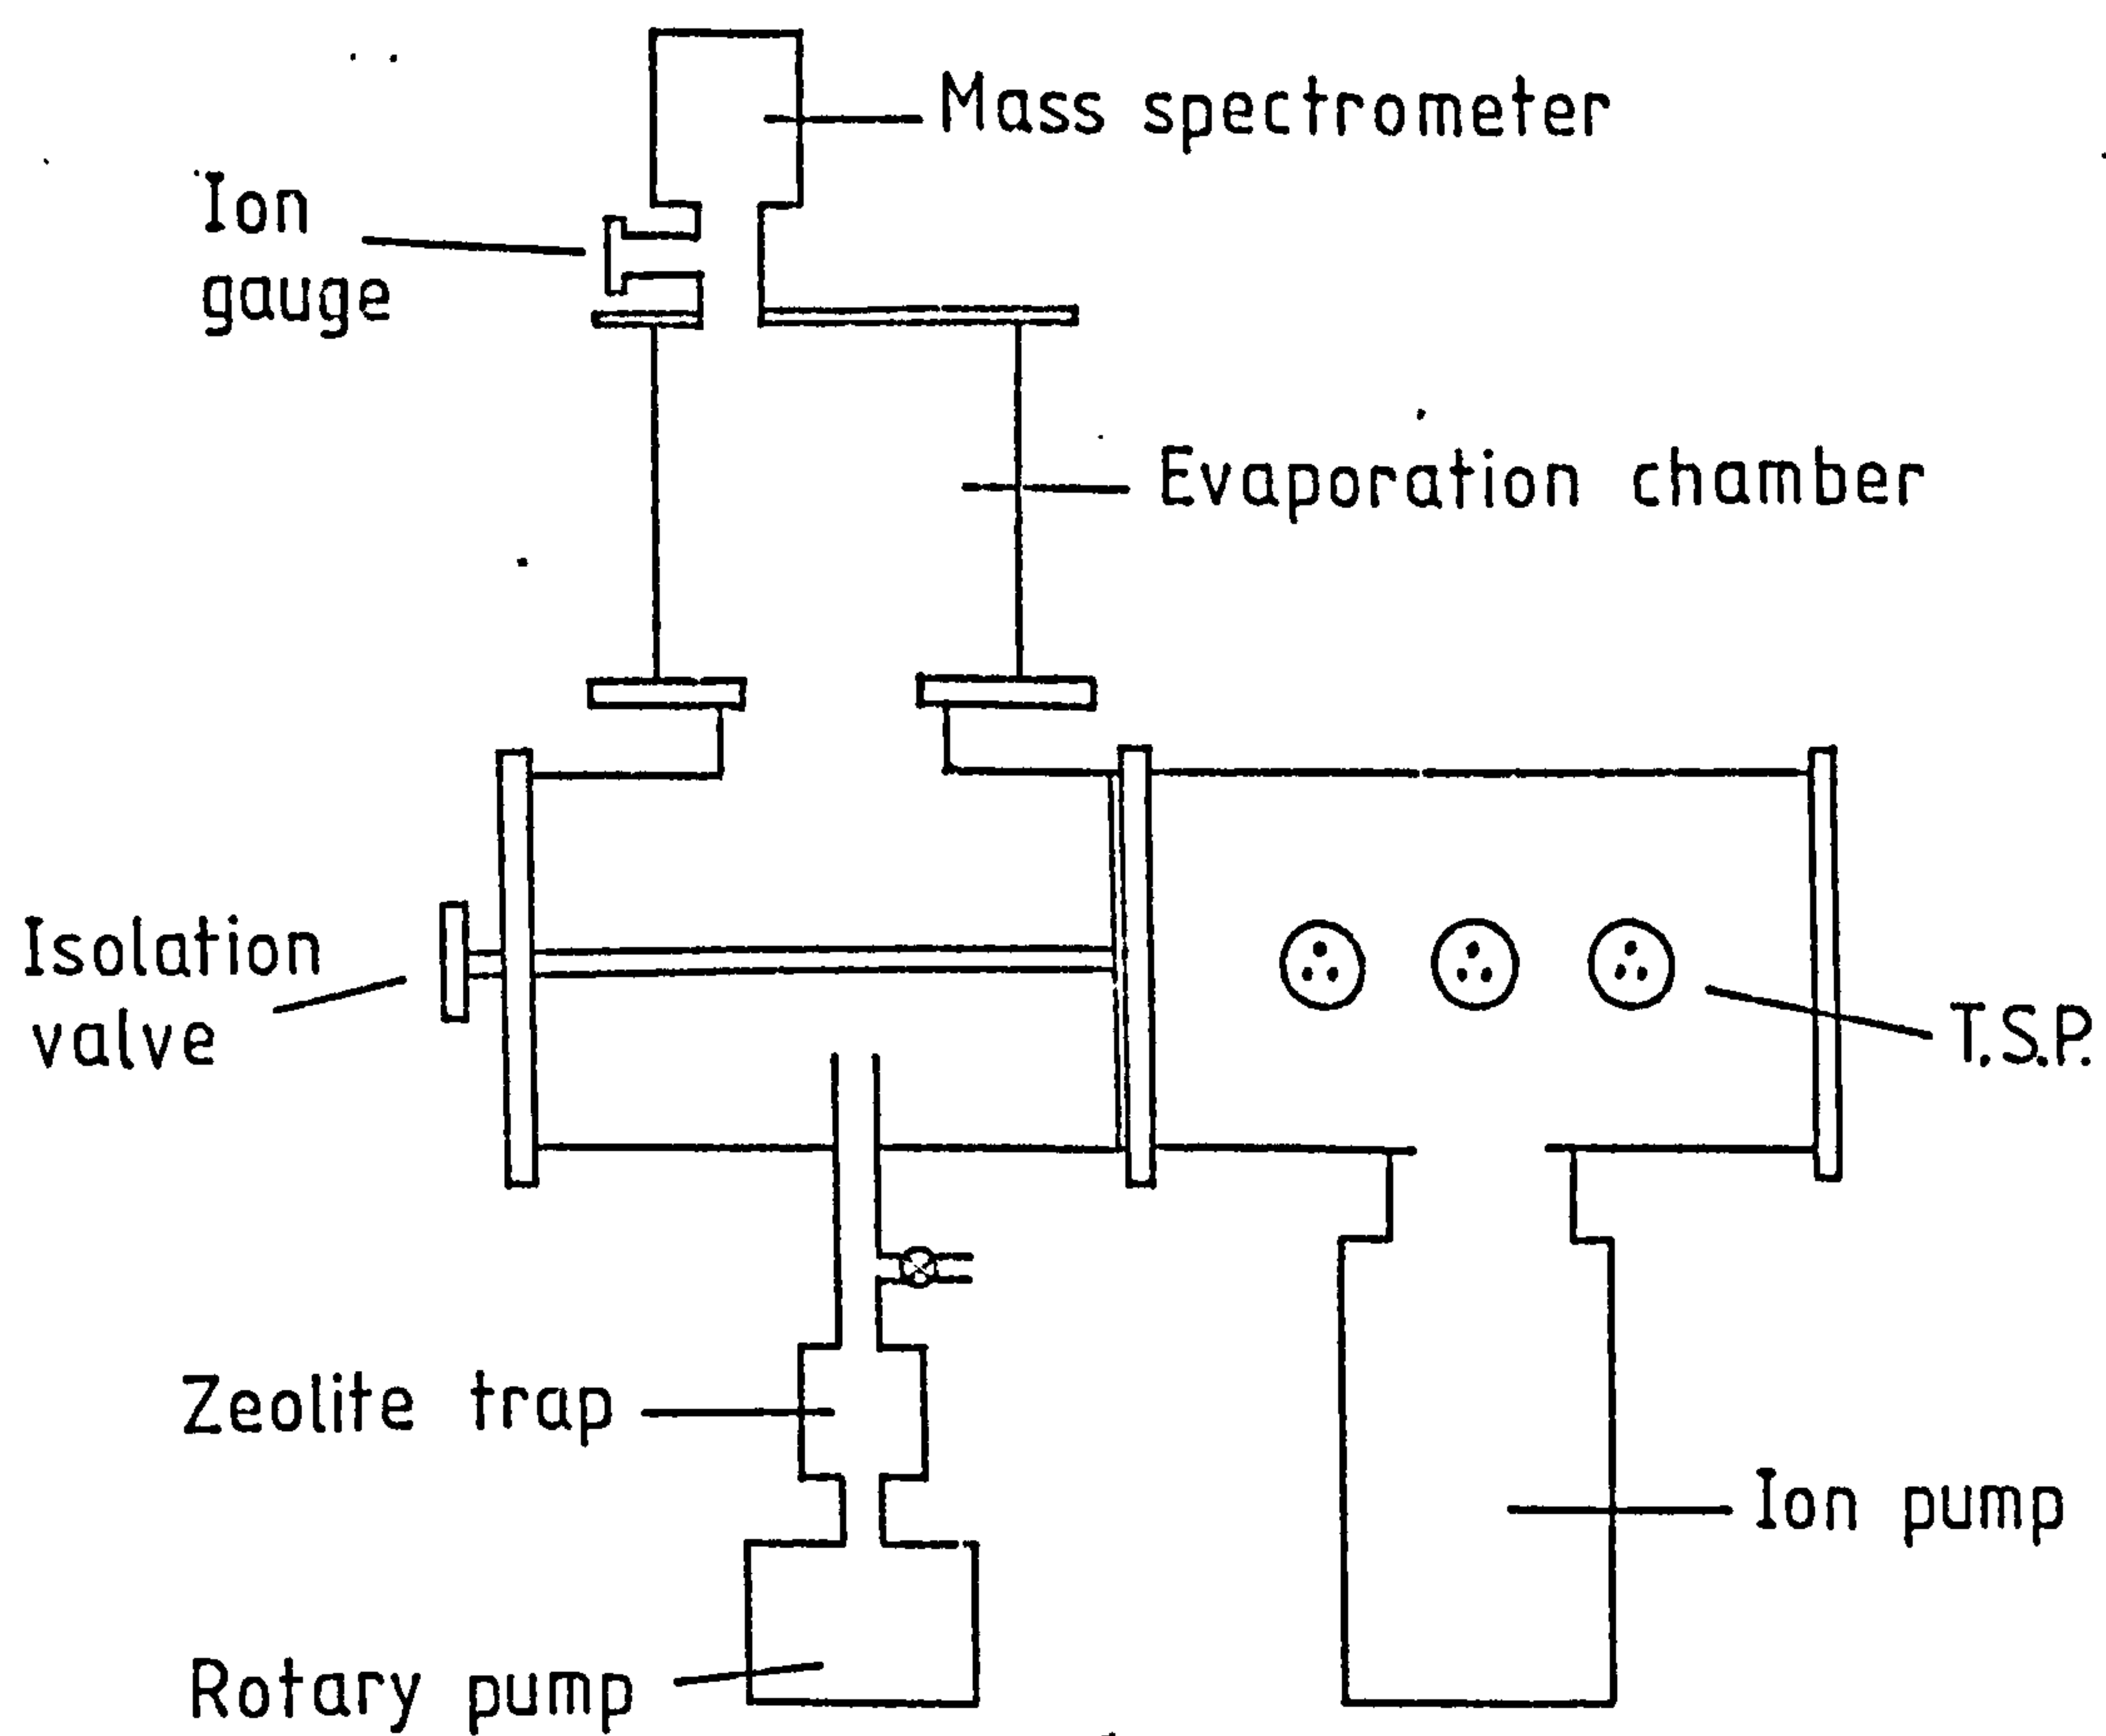 Mass spectrometer
Ion
gauge
Evaporation chamber
Isolation
valve
T.S.P.
Zeolite trap
Ion pump
Rotary pump